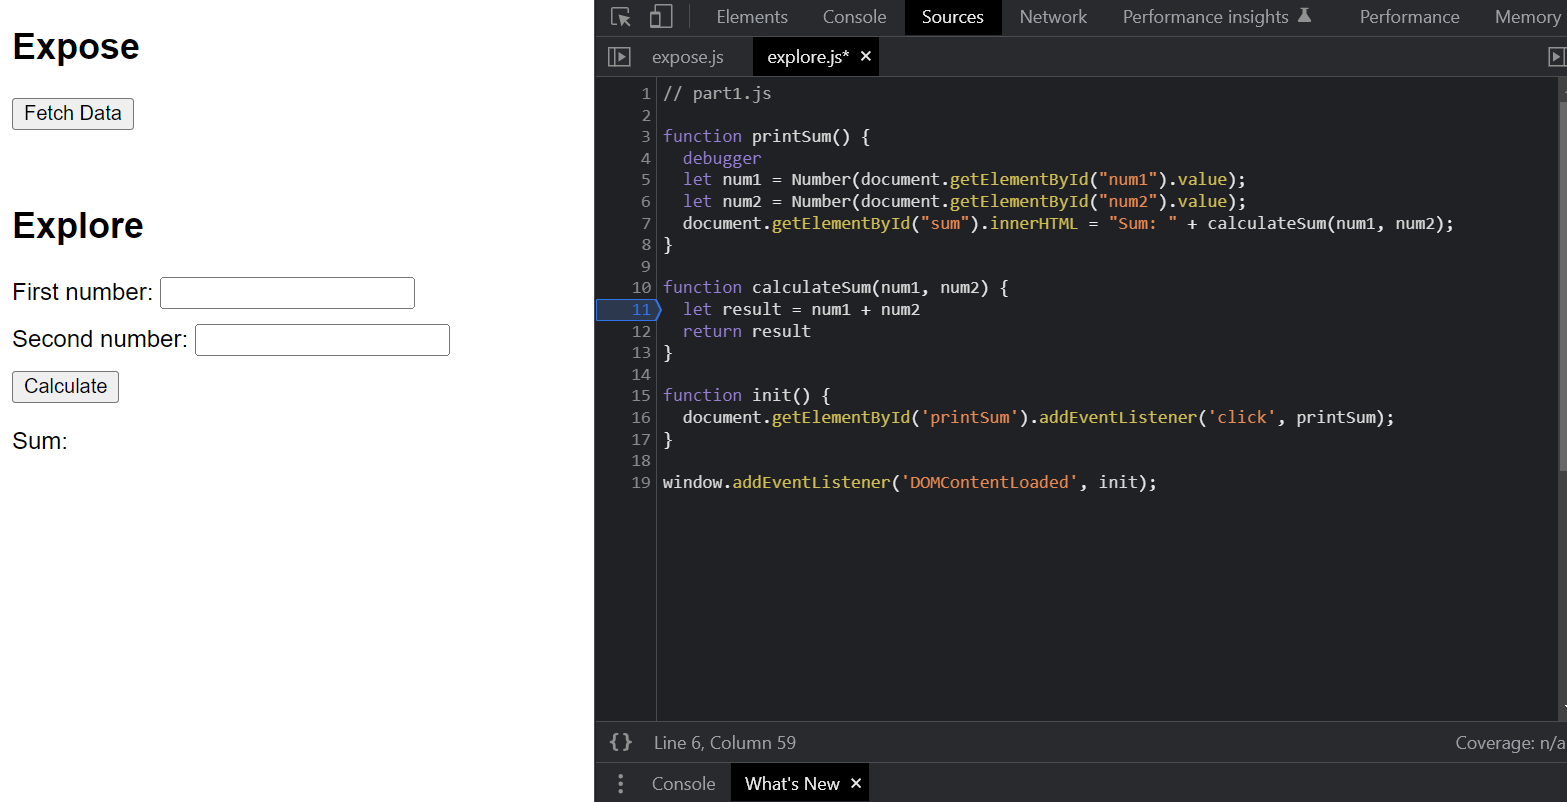 Expose
Fetch Data
Explore
First number:
Second number:
Calculate
Sum:
Elements Console Sources Network Performance insights Performance Memory
expose.js explore.js* ×
1 // part1.js
2
3 function printSum() {
4   debugger
5   let num1 = Number(document.getElementById("num1").value);
6   let num2 = Number(document.getElementById("num2").value);
7   document.getElementById("sum").innerHTML = "Sum: " + calculateSum(num1, num2);
8 }
9
10 function calculateSum(num1, num2) {
11   let result = num1 + num2
12   return result
13 }
14
15 function init() {
16   document.getElementById('printSum').addEventListener('click', printSum);
17 }
18
19 window.addEventListener('DOMContentLoaded', init);
{} Line 6, Column 59 Coverage: n/a
Console What's New ×